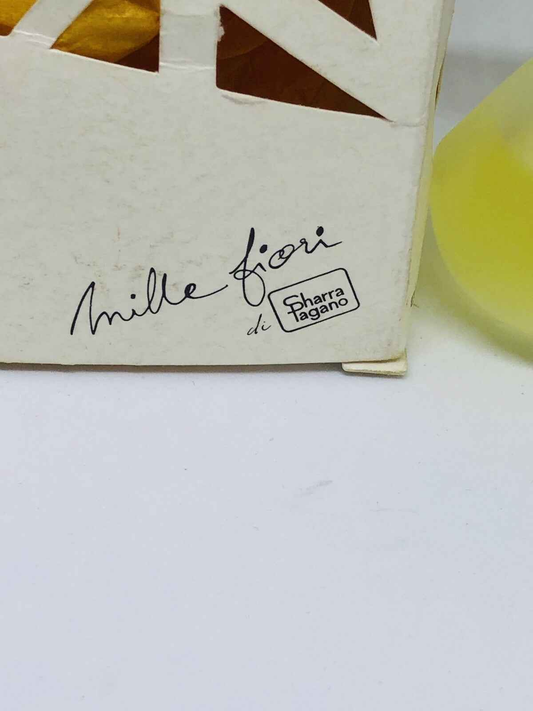 mille fiori
di Sharra
Pagano